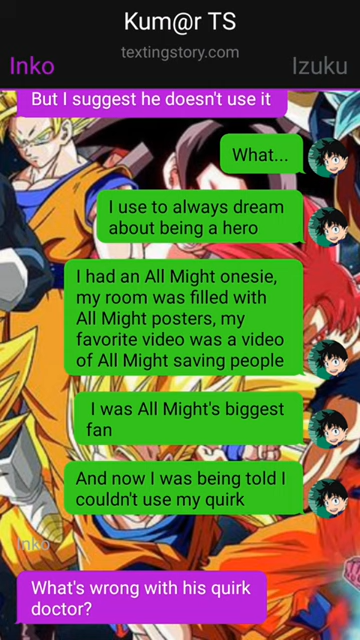 Kum@r TS
textingstory.com
Inko
Izuku
But I suggest he doesn't use it
What...
I use to always dream
about being a hero
I had an All Might onesie,
my room was filled with
All Might posters, my
favorite video was a video
of All Might saving people
I was All Might's biggest
fan
And now I was being told I
couldn't use my quirk
Inko
What's wrong with his quirk
doctor?